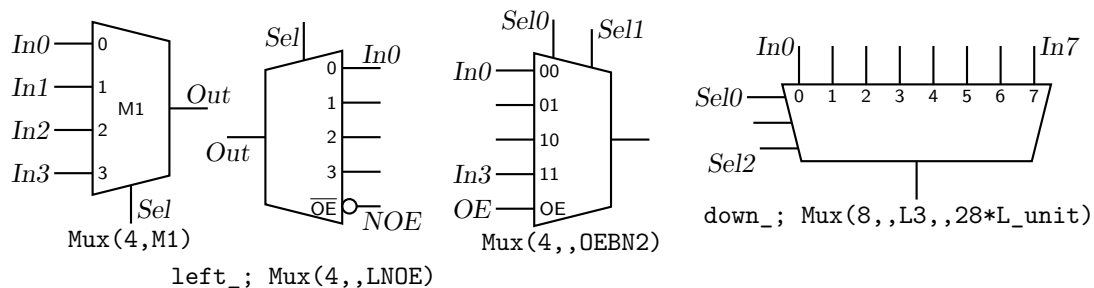 In0 0
In1 1
In2 2
In3 3
M1
Out
Sel
Mux(4,M1)
Sel
0 In0
1
2
3
OE NOE
Out
left_; Mux(4,,LNOE)
Sel0
Sel1
In0 00
01
10
In3 11
OE OE
Mux(4,,OEBN2)
In0 In7
0 1 2 3 4 5 6 7
Sel0
Sel2
down_; Mux(8,,L3,,28*L_unit)